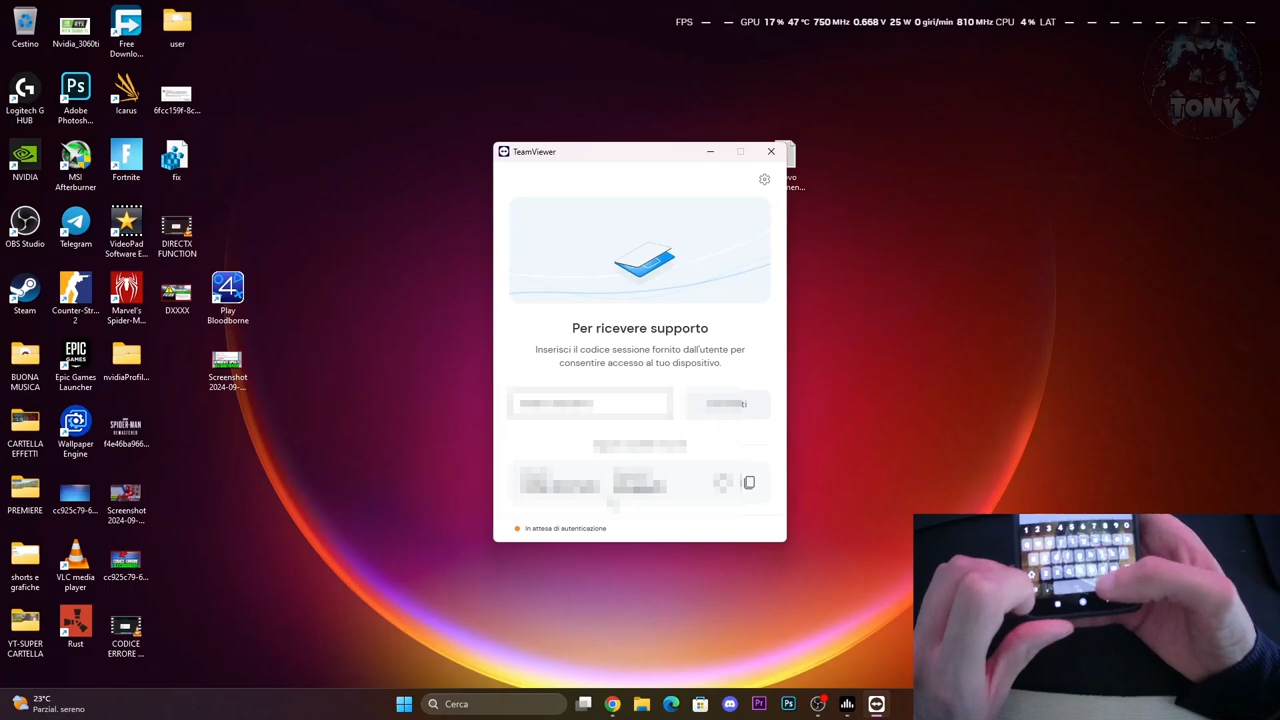 FPS — — GPU 17 % 47 °C 750 MHz 0.668 V 25 W 0 giri/min 810 MHz CPU 4 % LAT — — — — — — — —
Cestino
Nvidia_3060ti
Free Downlo...
user
Logitech G HUB
Adobe Photosh...
Icarus
6fcc159f-8c...
NVIDIA
MSI Afterburner
Fortnite
fix
OBS Studio
Telegram
VideoPad Software E...
DIRECTX FUNCTION
Steam
Counter-Str... 2
Marvel's Spider-M...
DXXXX
Play Bloodborne
BUONA MUSICA
Epic Games Launcher
nvidiaProfil...
Screenshot 2024-09-...
CARTELLA EFFETTI
Wallpaper Engine
f4e46ba966...
PREMIERE
cc925c79-6...
Screenshot 2024-09-...
shorts e grafiche
VLC media player
cc925c79-6...
YT-SUPER CARTELLA
Rust
CODICE ERRORE ...
TONY
TeamViewer
Per ricevere supporto
Inserisci il codice sessione fornito dall'utente per
consentire accesso al tuo dispositivo.
In attesa di autenticazione
23°C
Parzial. sereno
Cerca